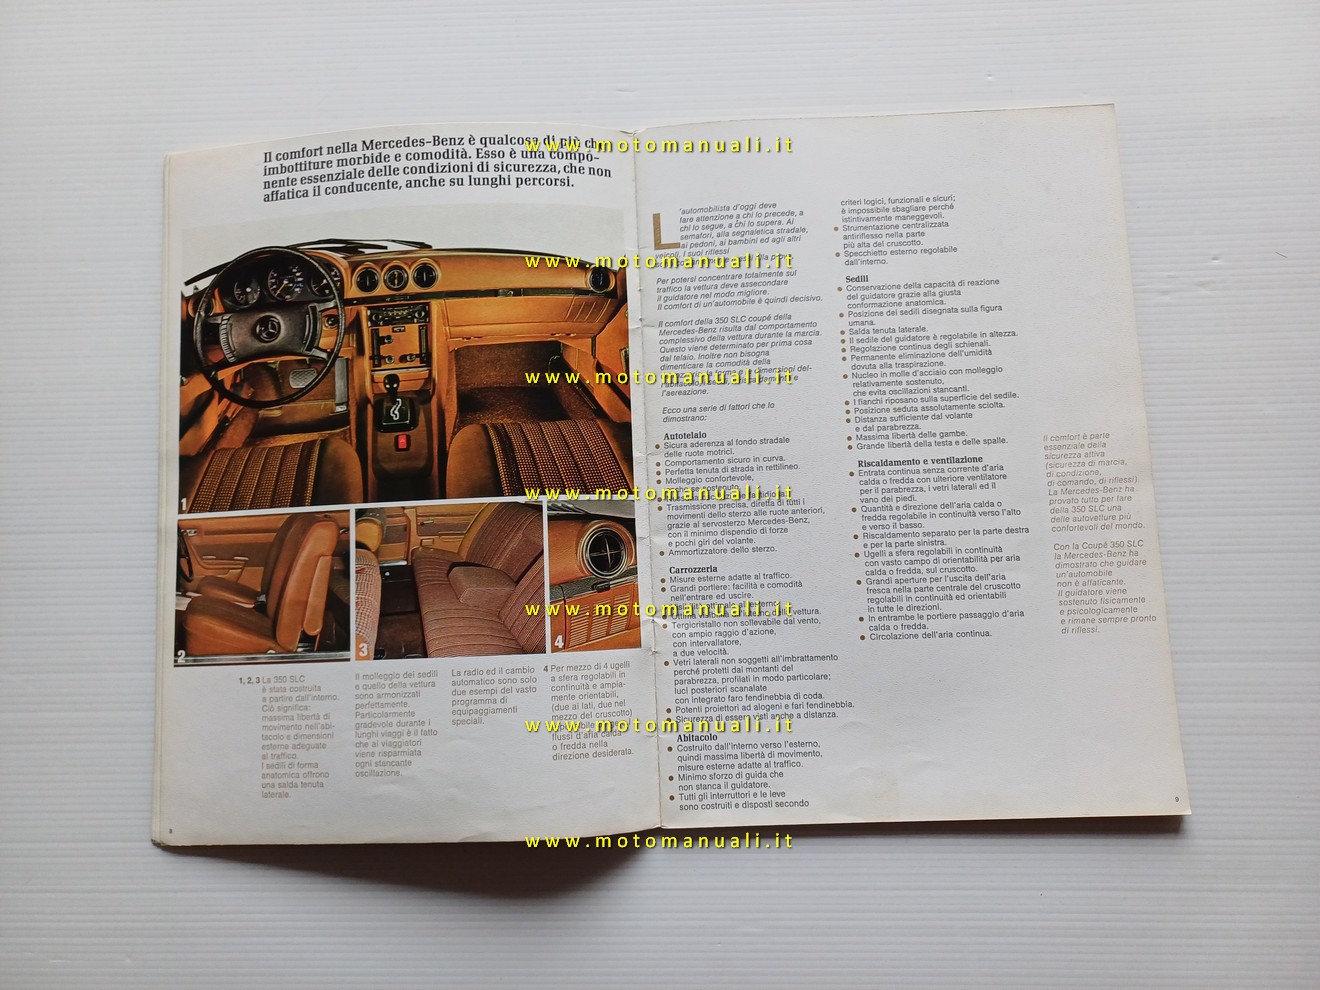 Il comfort nella Mercedes-Benz è qualcosa di più che
imbottiture morbide e comodità. Esso è una compo-
nente essenziale delle condizioni di sicurezza, che non
affatica il conducente, anche su lunghi percorsi.
1
2
3
4
1, 2, 3 La 350 SLC
è stata costruita
a partire dall'interno.
Ciò significa:
massima libertà di
movimento nell'abi-
tacolo e dimensioni
esterne adeguate
al traffico.
I sedili di forma
anatomica offrono
una salda tenuta
laterale.
Il molleggio dei sedili
e quello della vettura
sono armonizzati
perfettamente.
Particolarmente
gradevole durante i
lunghi viaggi è il fatto
che ai viaggiatori
viene risparmiata
ogni stancante
oscillazione.
La radio ed il cambio
automatico sono solo
due esempi del vasto
programma di
equipaggiamenti
speciali.
4 Per mezzo di 4 ugelli
a sfera regolabili in
continuità e ampia-
mente orientabili,
(due ai lati, due nel
mezzo del cruscotto)
flussi d'aria calda
o fredda nella
direzione desiderata.
8
L'automobilista d'oggi deve
fare attenzione a chi lo precede, a
chi lo segue, a chi lo supera. Ai
semafori, alla segnaletica stradale,
ai pedoni, ai bambini ed agli altri
veicoli. I suoi riflessi
Per potersi concentrare totalmente sul
traffico la vettura deve assecondare
il guidatore nel modo migliore.
Il comfort di un'automobile è quindi decisivo.
Il comfort della 350 SLC coupé della
Mercedes-Benz risulta dal comportamento
complessivo della vettura durante la marcia.
Questo viene determinato per prima cosa
dal telaio. Inoltre non bisogna
dimenticare la comodità della
forma e le dimensioni del-
l'aereazione.
Ecco una serie di fattori che lo
dimostrano:
Autotelaio
● Sicura aderenza al fondo stradale
delle ruote motrici.
● Comportamento sicuro in curva.
● Perfetta tenuta di strada in rettilineo.
● Molleggio confortevole,
● Trasmissione precisa, diretta di tutti i
movimenti dello sterzo alle ruote anteriori,
grazie al servosterzo Mercedes-Benz,
con il minimo dispendio di forze
e pochi giri del volante.
● Ammortizzatore dello sterzo.
Carrozzeria
● Misure esterne adatte al traffico.
● Grandi portiere: facilità e comodità
nell'entrare ed uscire.
vettura.
● Tergicristallo non sollevabile dal vento,
con ampio raggio d'azione,
con intervallatore,
a due velocità.
● Vetri laterali non soggetti all'imbrattamento
perché protetti dai montanti del
parabrezza, profilati in modo particolare;
luci posteriori scanalate
con integrato faro fendinebbia di coda.
● Potenti proiettori ad alogeni e fari fendinebbia.
● Sicurezza di essere visti anche a distanza.
Abitacolo
● Costruito dall'interno verso l'esterno,
quindi massima libertà di movimento,
misure esterne adatte al traffico.
● Minimo sforzo di guida che
non stanca il guidatore.
● Tutti gli interruttori e le leve
sono costruiti e disposti secondo
criteri logici, funzionali e sicuri;
è impossibile sbagliare perché
istintivamente maneggevoli.
● Strumentazione centralizzata
antiriflesso nella parte
più alta del cruscotto.
● Specchietto esterno regolabile
dall'interno.
Sedili
● Conservazione della capacità di reazione
del guidatore grazie alla giusta
conformazione anatomica.
● Posizione dei sedili disegnata sulla figura
umana.
● Salda tenuta laterale.
● Il sedile del guidatore è regolabile in altezza.
● Regolazione continua degli schienali.
● Permanente eliminazione dell'umidità
dovuta alla traspirazione.
● Nucleo in molle d'acciaio con molleggio
relativamente sostenuto,
che evita oscillazioni stancanti.
● I fianchi riposano sulla superficie del sedile.
● Posizione seduta assolutamente sciolta.
● Distanza sufficiente dal volante
e dal parabrezza.
● Massima libertà delle gambe.
● Grande libertà della testa e delle spalle.
Riscaldamento e ventilazione
● Entrata continua senza corrente d'aria
calda o fredda con ulteriore ventilatore
per il parabrezza, i vetri laterali ed il
vano dei piedi.
● Quantità e direzione dell'aria calda o
fredda regolabile in continuità verso l'alto
e verso il basso.
● Riscaldamento separato per la parte destra
e per la parte sinistra.
● Ugelli a sfera regolabili in continuità
con vasto campo di orientabilità per aria
calda o fredda, sul cruscotto.
● Grandi aperture per l'uscita dell'aria
fresca nella parte centrale del cruscotto
regolabili in continuità ed orientabili
in tutte le direzioni.
● In entrambe le portiere passaggio d'aria
calda o fredda.
● Circolazione dell'aria continua.
Il comfort è parte
essenziale della
sicurezza attiva
(sicurezza di marcia,
di condizione,
di comando, di riflessi).
La Mercedes-Benz ha
provato tutto per fare
della 350 SLC una
delle autovetture più
confortevoli del mondo.
Con la Coupé 350 SLC
la Mercedes-Benz ha
dimostrato che guidare
un'automobile
non è affaticante.
Il guidatore viene
sostenuto fisicamente
e psicologicamente
e rimane sempre pronto
di riflessi.
9
www.motomanuali.it
www.motomanuali.it
www.motomanuali.it
www.motomanuali.it
www.motomanuali.it
www.motomanuali.it
www.motomanuali.it